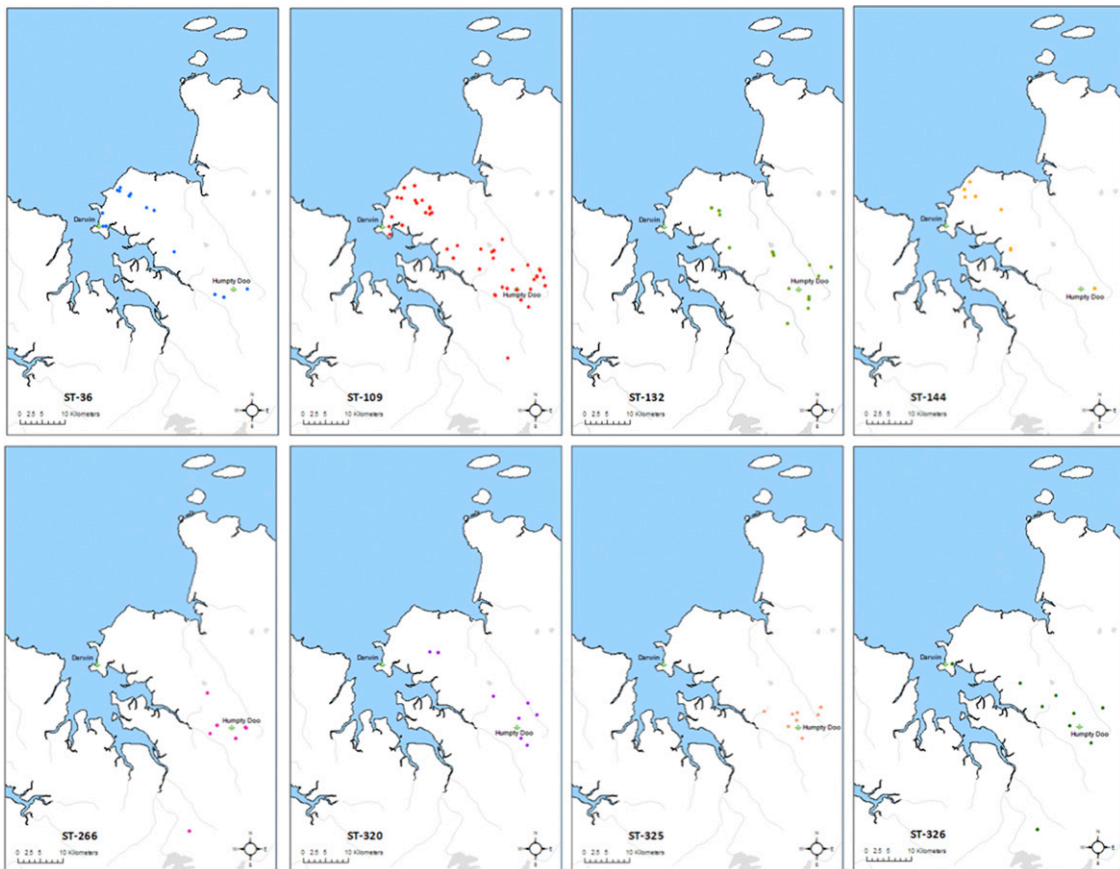 Darwin
Humpty Doo
ST-36
0 2.5 5 10 Kilometers
N
W E
S
Darwin
Humpty Doo
ST-109
0 2.5 5 10 Kilometers
N
W E
S
Darwin
Humpty Doo
ST-132
0 2.5 5 10 Kilometers
N
W E
S
Darwin
Humpty Doo
ST-144
0 2.5 5 10 Kilometers
N
W E
S
Darwin
Humpty Doo
ST-266
0 2.5 5 10 Kilometers
N
W E
S
Darwin
Humpty Doo
ST-320
0 2.5 5 10 Kilometers
N
W E
S
Darwin
Humpty Doo
ST-325
0 2.5 5 10 Kilometers
N
W E
S
Darwin
Humpty Doo
ST-326
0 2.5 5 10 Kilometers
N
W E
S